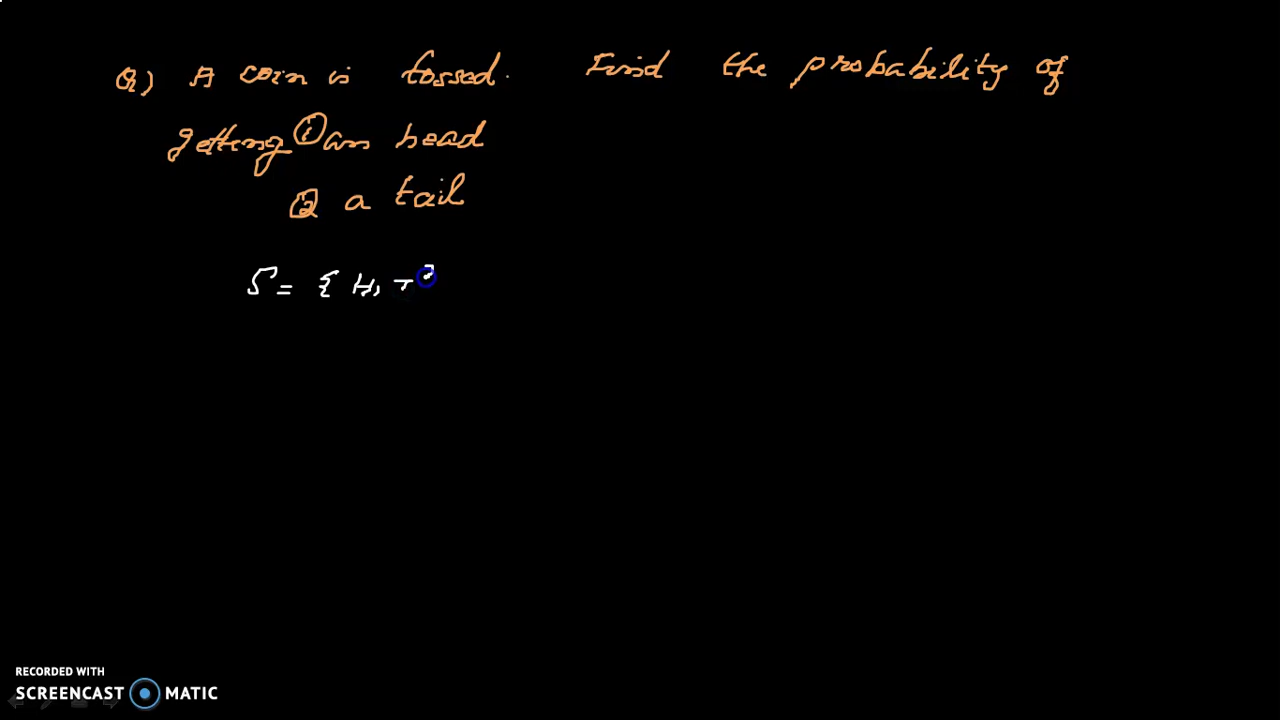 Q) A coin is tossed. Find the probability of
getting ① an head
② a tail
S = { H, T }
RECORDED WITH
SCREENCAST MATIC